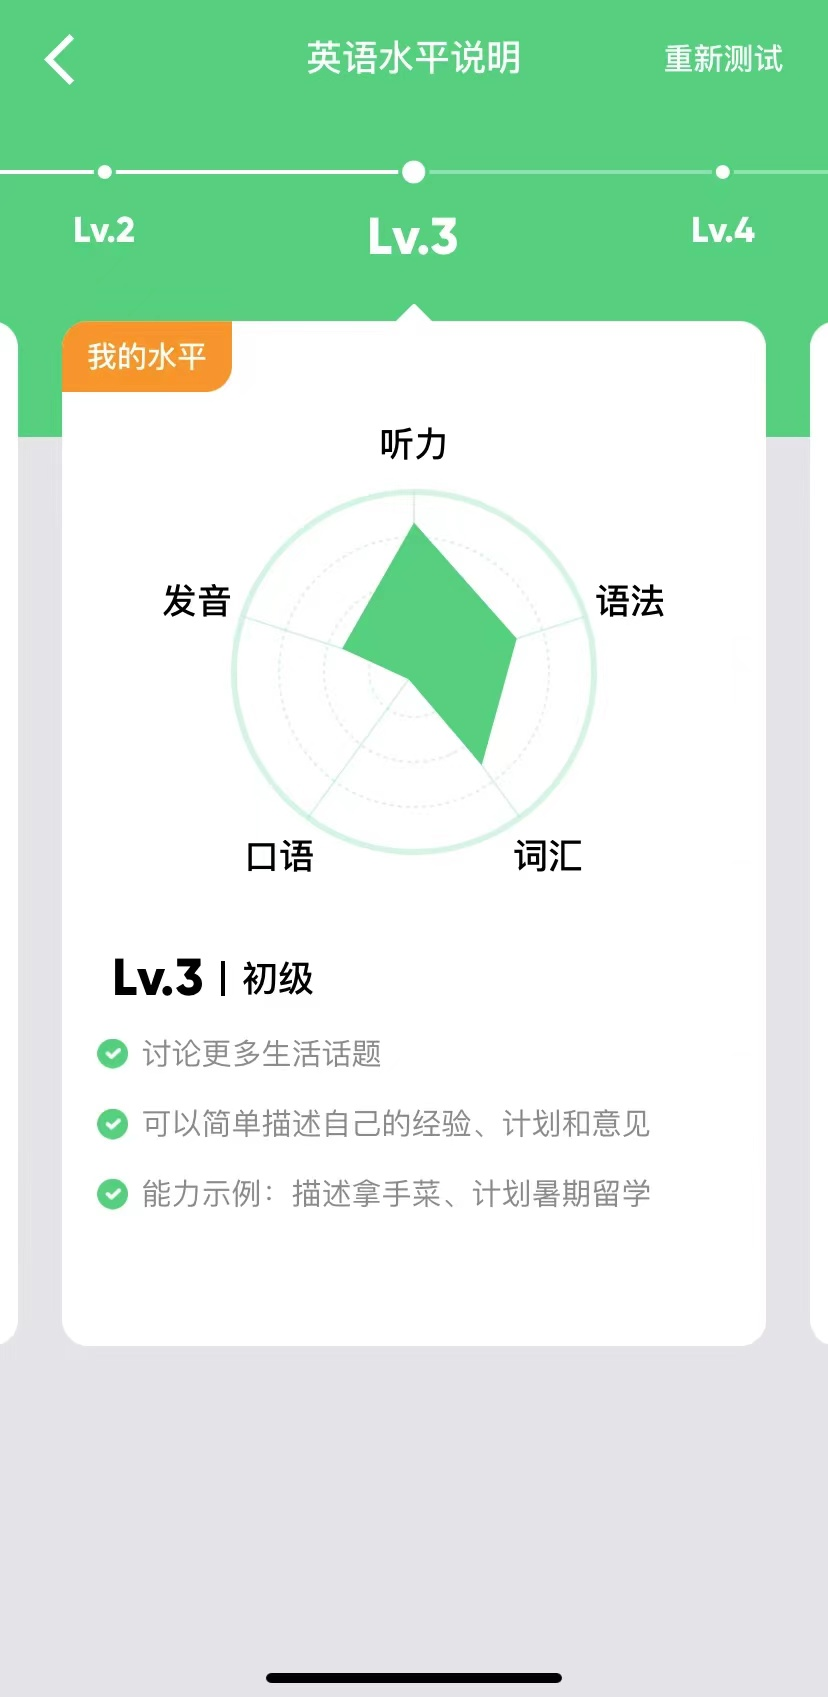 英语水平说明
重新测试
Lv.2
Lv.3
Lv.4
我的水平
听力
发音
语法
口语
词汇
Lv.3 | 初级
讨论更多生活话题
可以简单描述自己的经验、计划和意见
能力示例：描述拿手菜、计划暑期留学